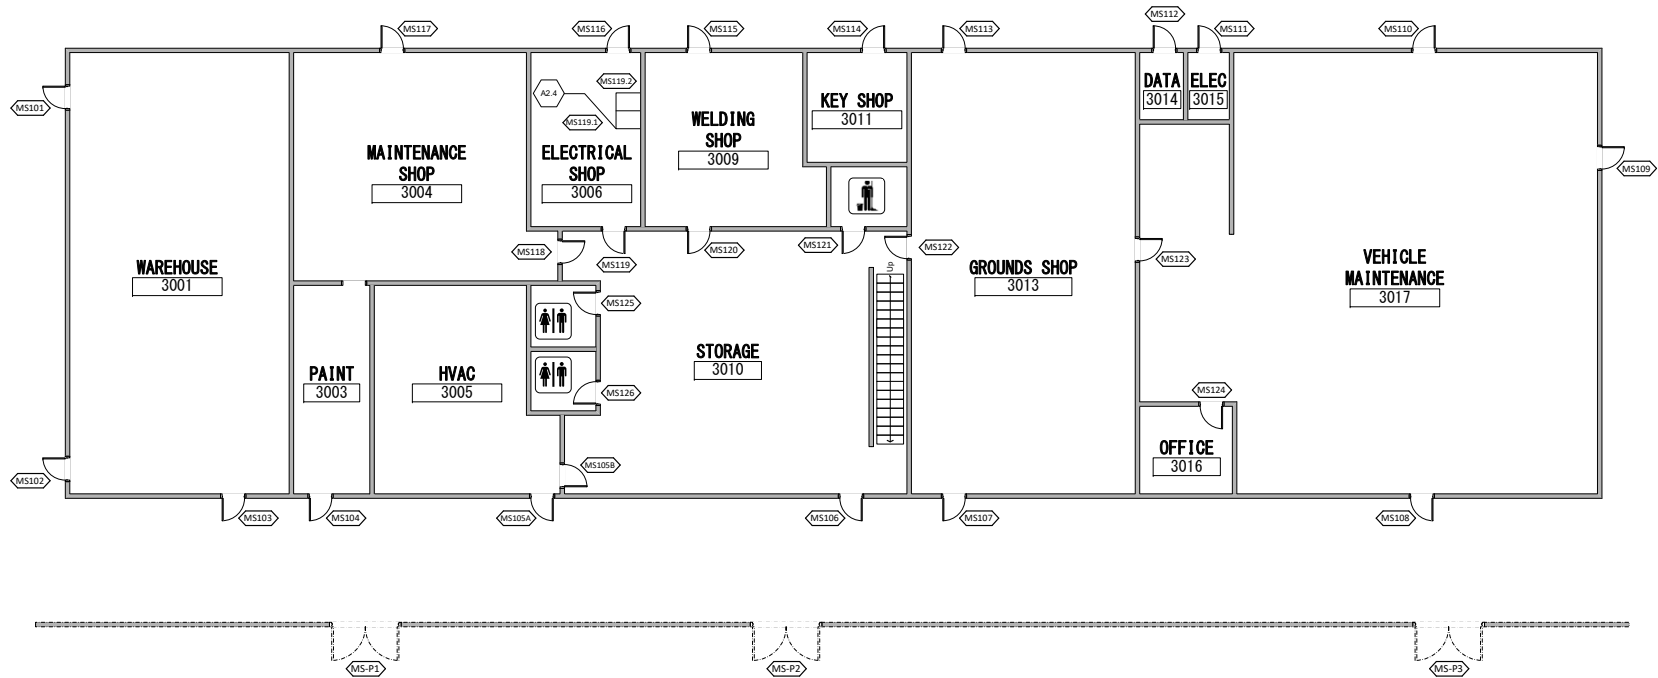 MS112
MS117
MS116
MS115
MS114
MS113
MS111
MS110
MS101
A2.4
MS119.2
MS119.1
DATA
3014
ELEC
3015
KEY SHOP
3011
WELDING
SHOP
3009
MAINTENANCE
SHOP
3004
ELECTRICAL
SHOP
3006
MS109
MS118
MS119
MS120
MS121
MS122
MS123
Up
WAREHOUSE
3001
GROUNDS SHOP
3013
VEHICLE
MAINTENANCE
3017
MS125
STORAGE
3010
PAINT
3003
HVAC
3005
MS126
MS124
OFFICE
3016
MS105B
MS102
MS103
MS104
MS105A
MS106
MS107
MS108
MS-P1
MS-P2
MS-P3